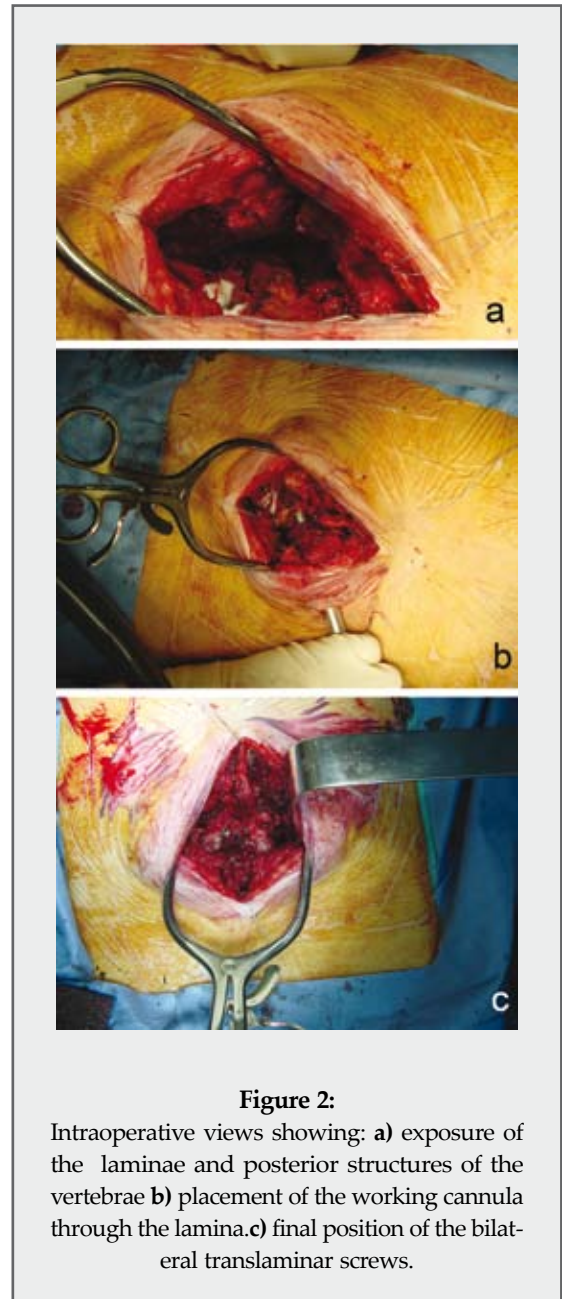 a
b
c
Figure 2:
Intraoperative views showing: a) exposure of
the laminae and posterior structures of the
vertebrae b) placement of the working cannula
through the lamina.c) final position of the bilat-
eral translaminar screws.